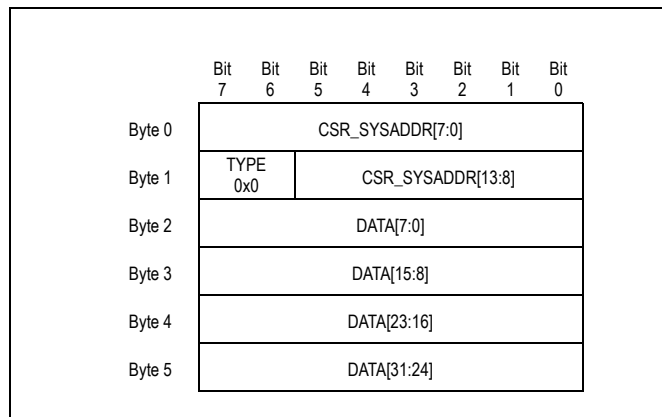 Bit Bit Bit Bit Bit Bit Bit Bit
7 6 5 4 3 2 1 0
Byte 0 CSR_SYSADDR[7:0]
Byte 1 TYPE 0x0 CSR_SYSADDR[13:8]
Byte 2 DATA[7:0]
Byte 3 DATA[15:8]
Byte 4 DATA[23:16]
Byte 5 DATA[31:24]